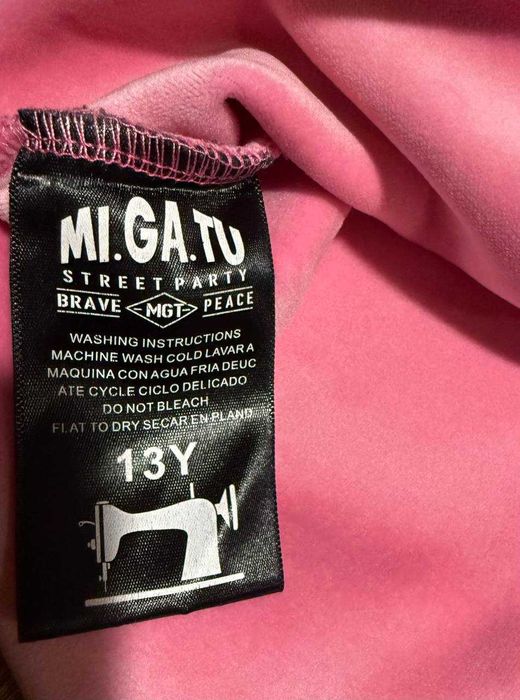 MI.GA.TU
STREET PARTY
BRAVE MGT PEACE
WASHING INSTRUCTIONS
MACHINE WASH COLD LAVAR A
MAQUINA CON AGUA FRIA DEUC
ATE CYCLE CICLO DELICADO
DO NOT BLEACH
FLAT TO DRY SECAR EN PLAND
13Y